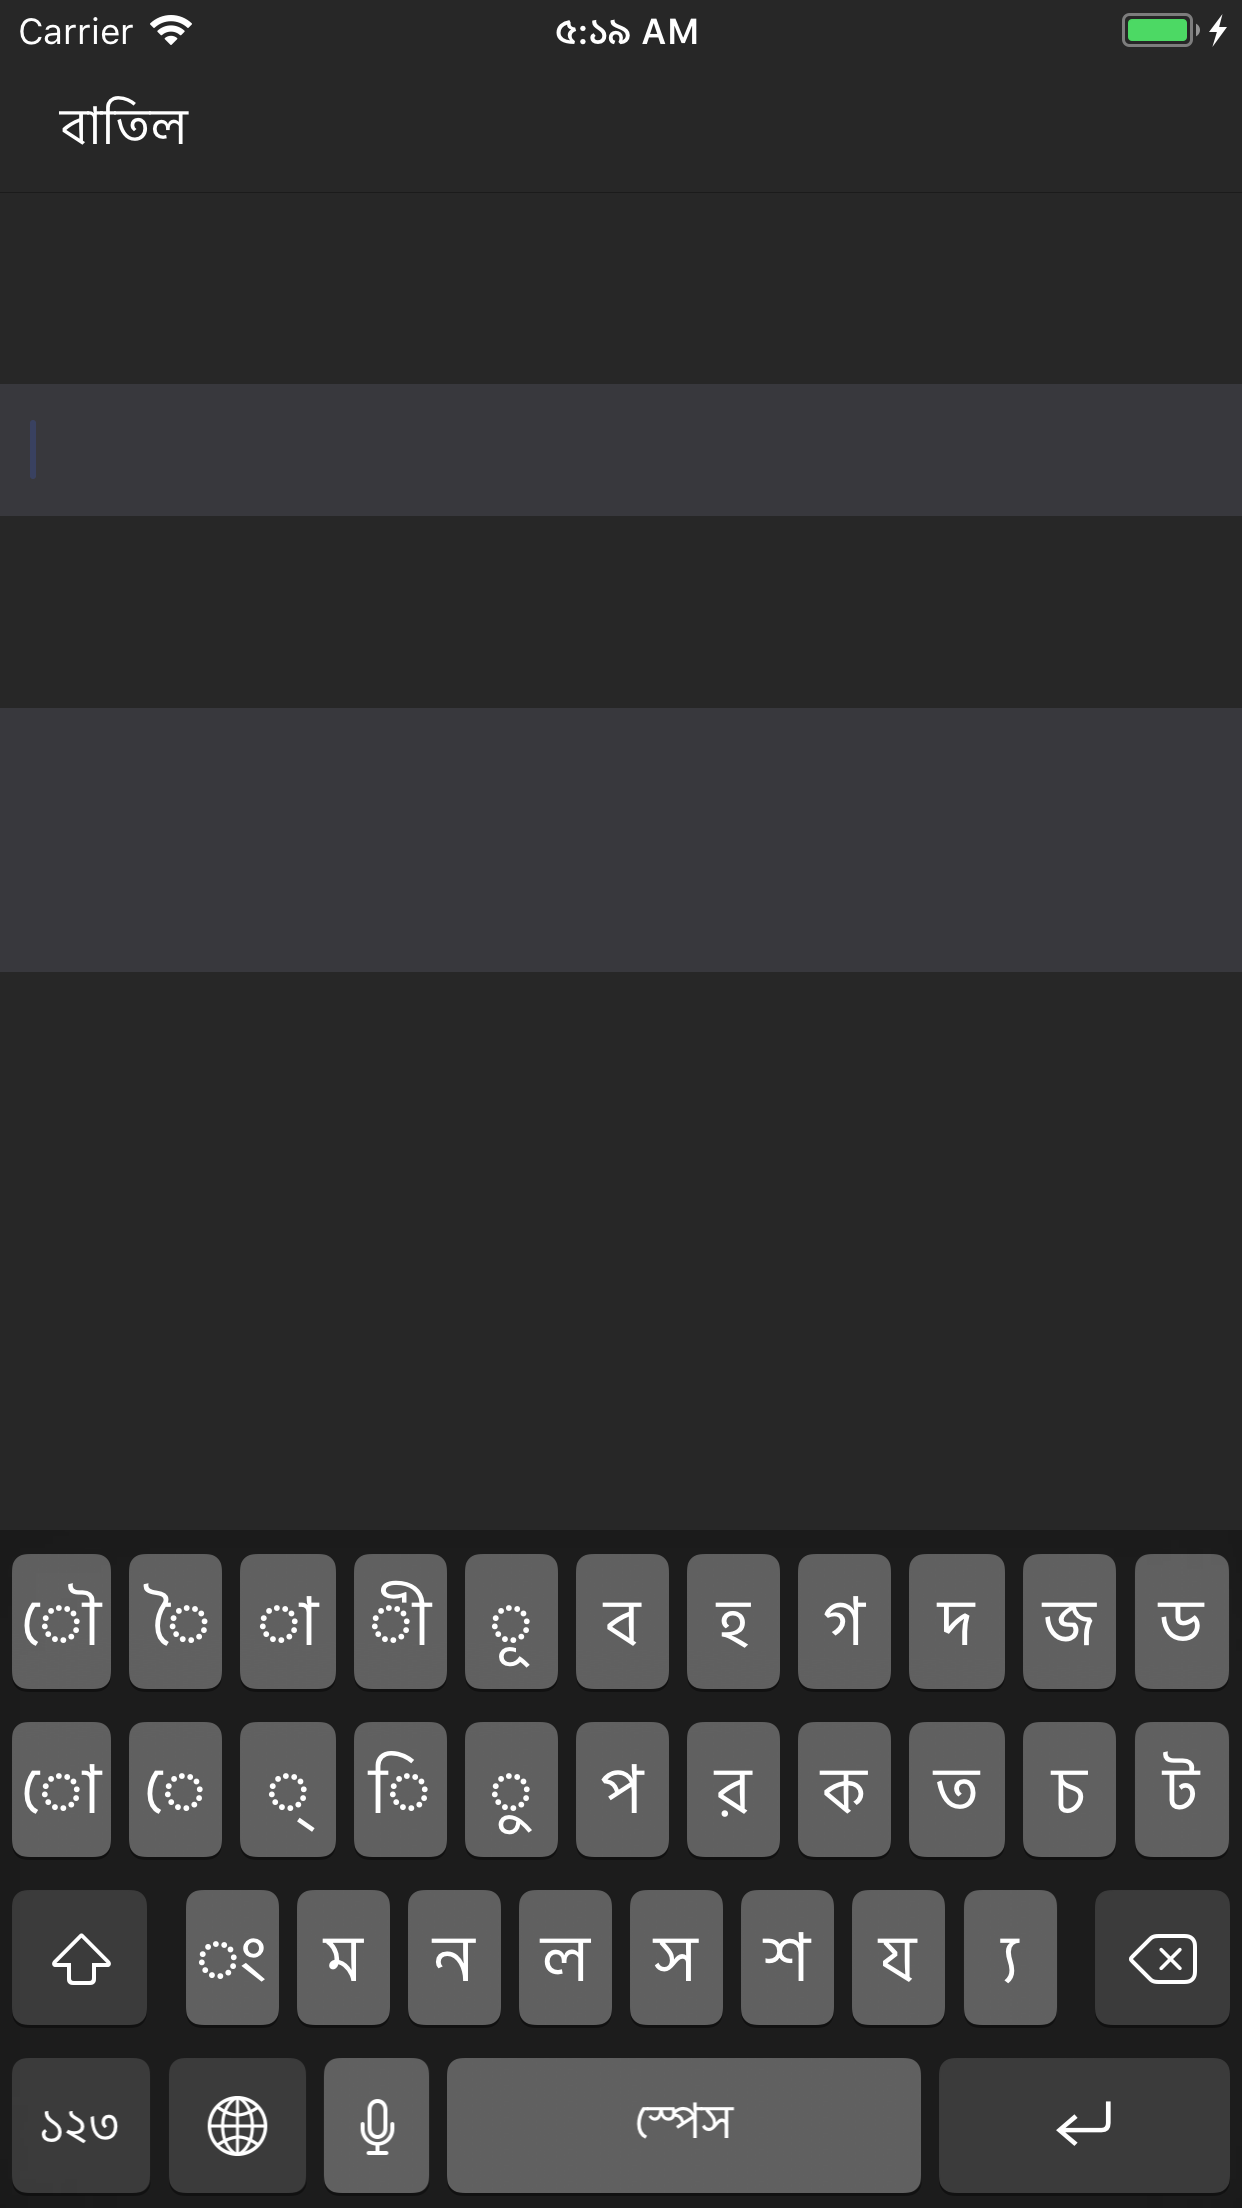 Carrier ৫:১৯ AM
বাতিল
ৌ ৈ া ী ূ ব হ গ দ জ ড
ো ে ্ ি ু প র ক ত চ ট
ং ম ন ল স শ য ্য
১২৩ স্পেস